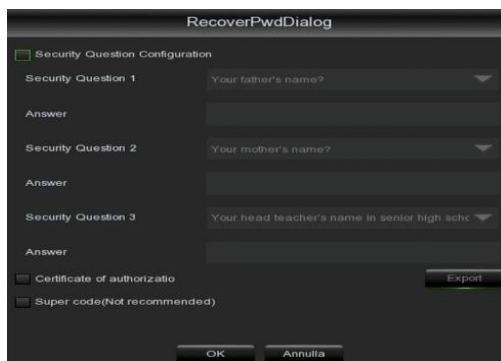 RecoverPwdDialog
Security Question Configuration
Security Question 1 Your father's name?
Answer
Security Question 2 Your mother's name?
Answer
Security Question 3 Your head teacher's name in senior high schc
Answer
Certificate of authorizatio Export
Super code(Not recommended)
OK Annulla